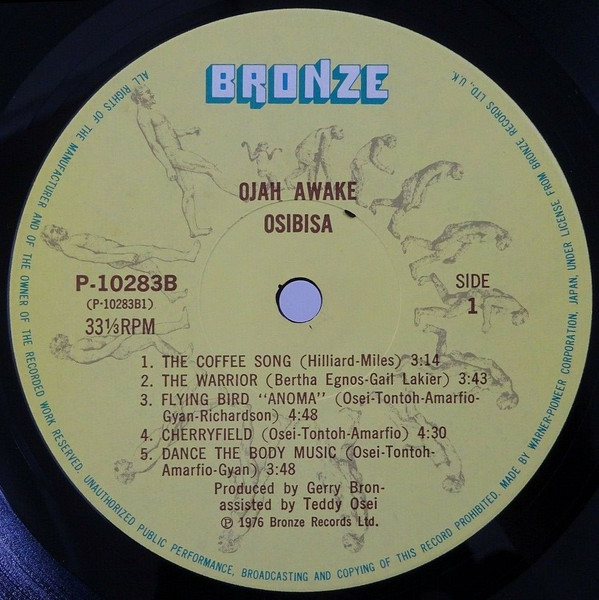 BRONZE
OJAH AWAKE
OSIBISA
P-10283B
(P-10283B1)
33⅓RPM
SIDE
1
1. THE COFFEE SONG (Hilliard-Miles) 3:14
2. THE WARRIOR (Bertha Egnos-Gail Lakier) 3:43
3. FLYING BIRD "ANOMA" (Osei-Tontoh-Amarfio-
Gyan-Richardson) 4:48
4. CHERRYFIELD (Osei-Tontoh-Amarfio) 4:30
5. DANCE THE BODY MUSIC (Osei-Tontoh-
Amarfio-Gyan) 3:48
Produced by Gerry Bron-
assisted by Teddy Osei
℗ 1976 Bronze Records Ltd.
ALL RIGHTS OF THE MANUFACTURER AND OF THE OWNER OF THE RECORDED WORK RESERVED. UNAUTHORIZED PUBLIC PERFORMANCE, BROADCASTING AND COPYING OF THIS RECORD PROHIBITED. MADE BY WARNER-PIONEER CORPORATION, JAPAN, UNDER LICENSE FROM BRONZE RECORDS LTD., U.K.